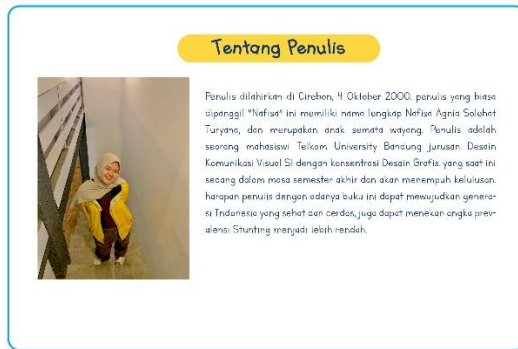 Tentang Penulis
Penulis dilahirkan di Cirebon, 4 Oktober 2000. penulis yang biasa
dipanggil "Nafisa" ini memiliki nama lengkap Nafisa Agnia Solehat
Turyana, dan merupakan anak semata wayang. Penulis adalah
seorang mahasiswi Telkom University Bandung jurusan Desain
Komunikasi Visual S1 dengan konsentrasi Desain Grafis. yang saat ini
sedang dalam masa semester akhir dan akan menempuh kelulusan.
harapan penulis dengan adanya buku ini dapat mewujudkan genera-
si Indonesia yang sehat dan cerdas, juga dapat menekan angka prev-
alensi Stunting menjadi lebih rendah.